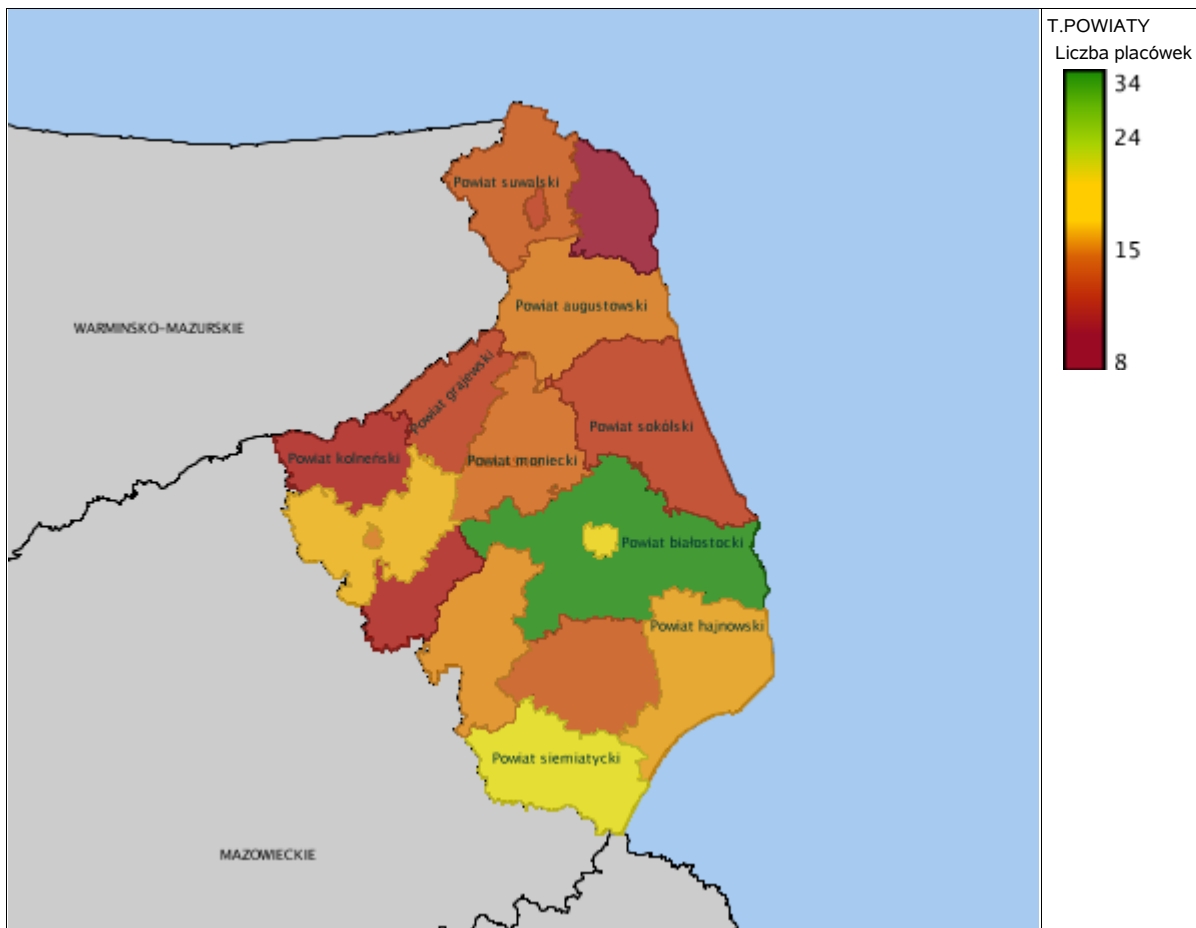 T.POWIATY
Liczba placówek
34
24
15
8
Powiat suwalski
Powiat augustowski
WARMIŃSKO-MAZURSKIE
Powiat grajewski
Powiat sokólski
Powiat kolneński
Powiat moniecki
Powiat białostocki
Powiat hajnowski
Powiat siemiatycki
MAZOWIECKIE